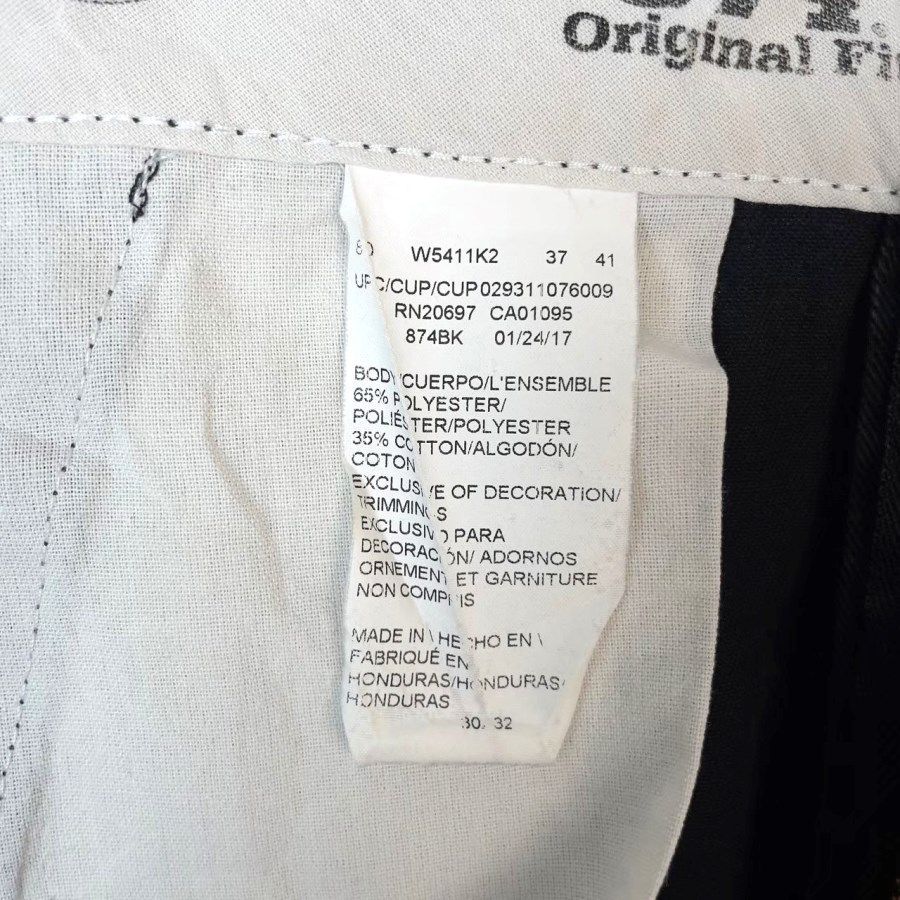 874.
Original Fi
W5411K2 37 41
UPC/CUP/CUP029311076009
RN20697 CA01095
874BK 01/24/17
BODY/CUERPO/L'ENSEMBLE
65% POLYESTER/
POLIÉSTER/POLYESTER
35% COTTON/ALGODÓN/
COTON
EXCLUSIVE OF DECORATION/
TRIMMINGS
EXCLUSIVO PARA
DECORACIÓN/ ADORNOS
ORNEMENT ET GARNITURE
NON COMPRIS
MADE IN \ HECHO EN \
FABRIQUÉ EN
HONDURAS/HONDURAS/
HONDURAS
30. 32